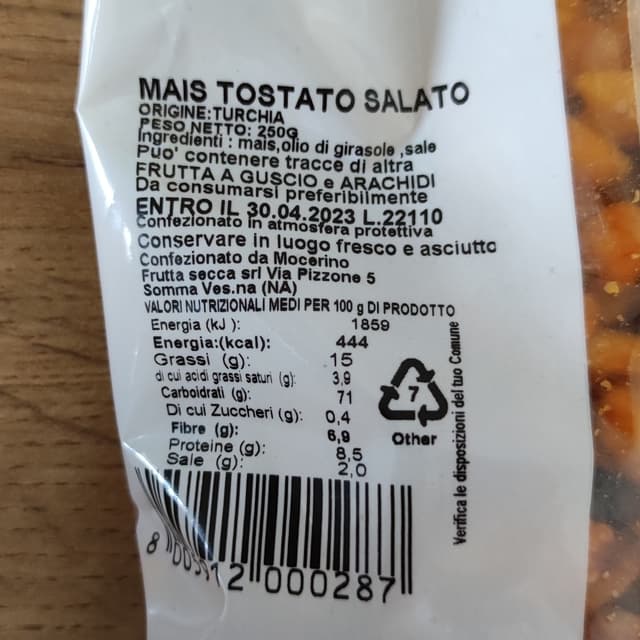 MAIS TOSTATO SALATO
ORIGINE:TURCHIA
PESO NETTO: 250G
Ingredienti : mais,olio di girasole ,sale
Puo' contenere tracce di altra
FRUTTA A GUSCIO e ARACHIDI
Da consumarsi preferibilmente
ENTRO IL 30.04.2023 L.22110
Confezionato in atmosfera protettiva
Conservare in luogo fresco e asciutto
Confezionato da Mocerino
Frutta secca srl Via Pizzone 5
Somma Ves.na (NA)
VALORI NUTRIZIONALI MEDI PER 100 g DI PRODOTTO
Energia (kJ ): 1859
Energia:(kcal): 444
Grassi (g): 15
di cui acidi grassi saturi (g): 3,9
Carboidrati (g): 71
Di cui Zuccheri (g): 0,4
Fibre (g): 6,9
Proteine (g): 8,5
Sale (g): 2,0
7
Other
Verifica le disposizioni del tuo Comune
2 000287